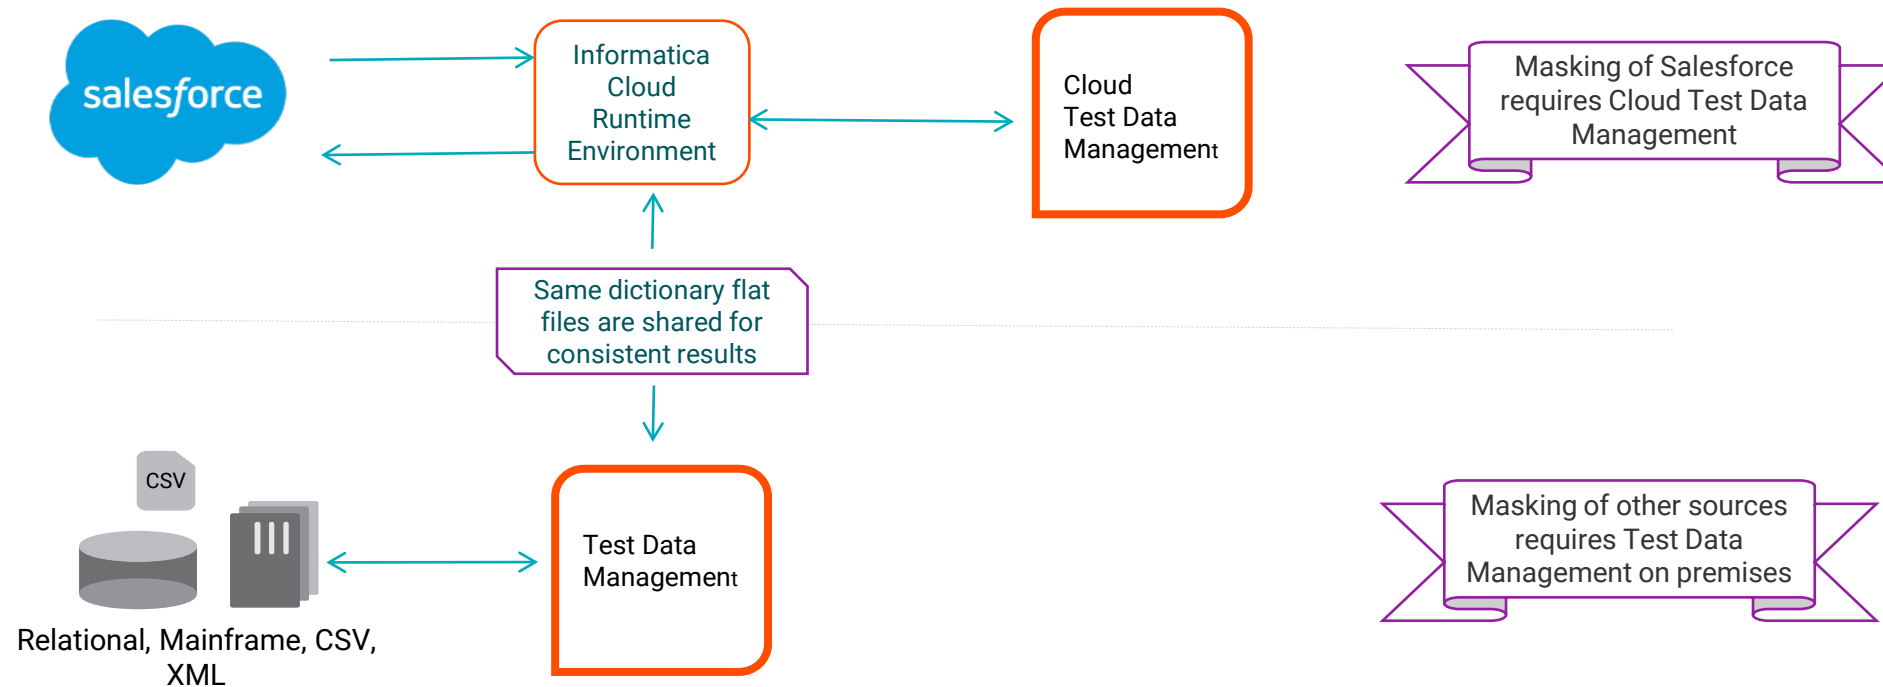 salesforce
Informatica
Cloud
Runtime
Environment
Cloud
Test Data
Management
Masking of Salesforce
requires Cloud Test Data
Management
Same dictionary flat
files are shared for
consistent results
CSV
Relational, Mainframe, CSV,
XML
Test Data
Management
Masking of other sources
requires Test Data
Management on premises